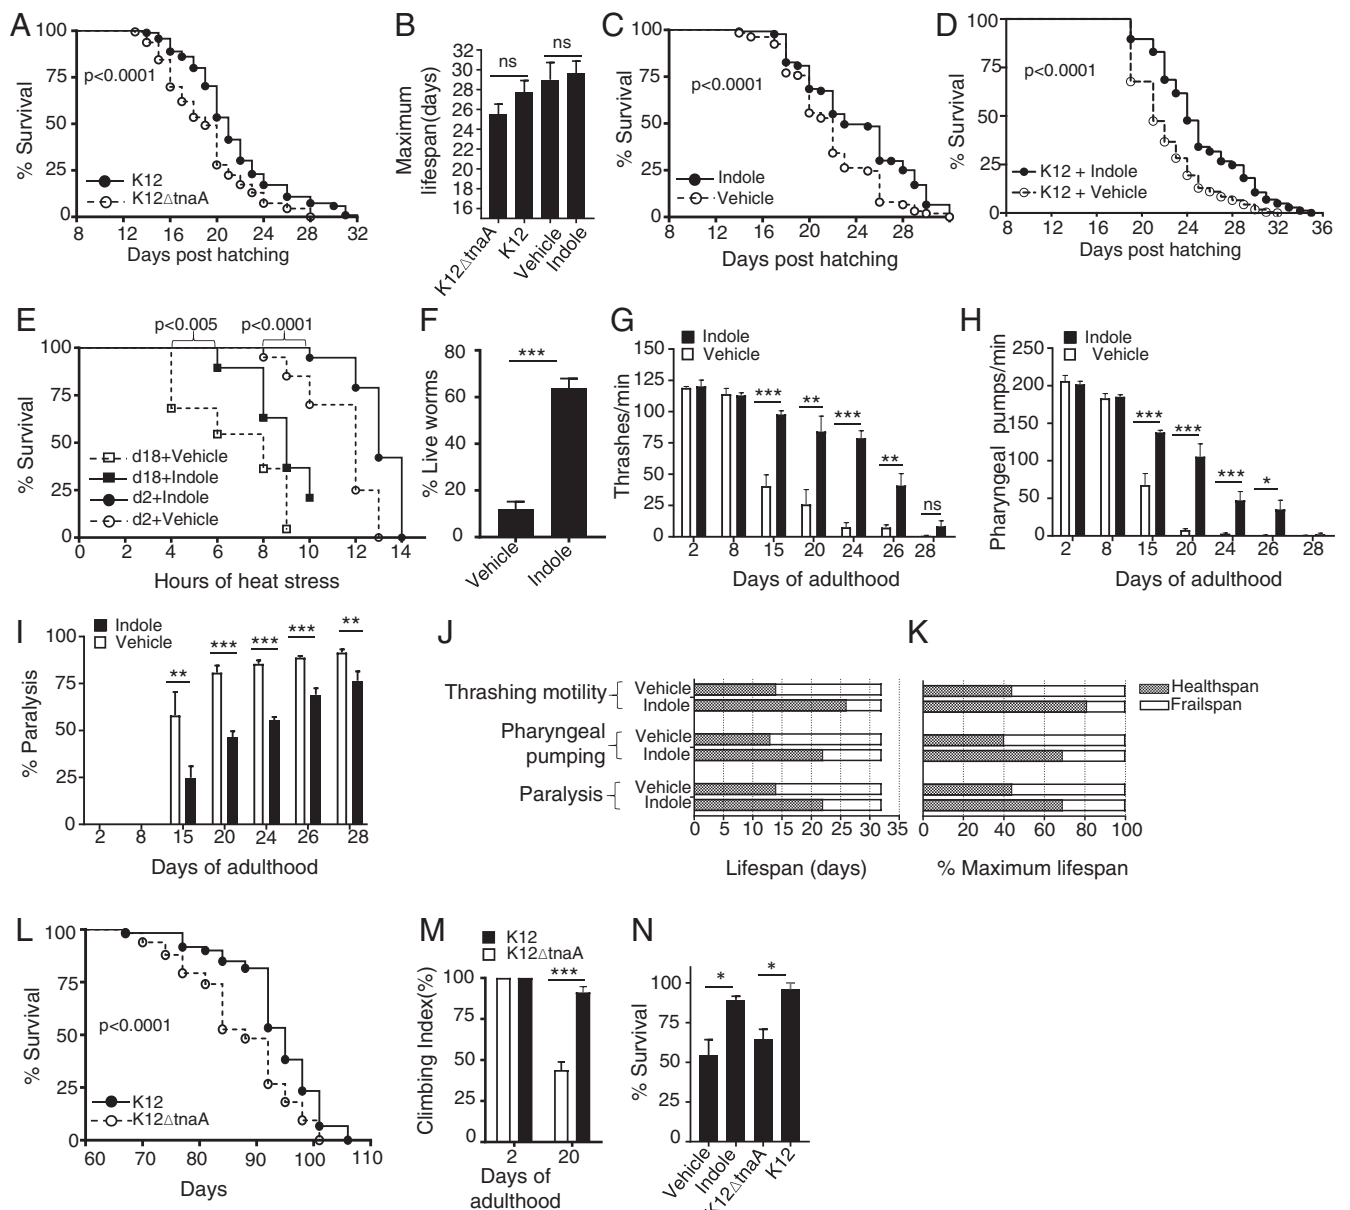 A
100
75
50
25
0
% Survival
p<0.0001
K12
K12ΔtnaA
8 12 16 20 24 28 32
Days post hatching
B
32
30
28
26
24
22
20
18
16
Maximum
lifespan(days)
ns
ns
K12ΔtnaA
K12
Vehicle
Indole
C
100
75
50
25
0
% Survival
p<0.0001
Indole
Vehicle
8 12 16 20 24 28
Days post hatching
D
100
75
50
25
0
% Survival
p<0.0001
K12 + Indole
K12 + Vehicle
8 12 16 20 24 28 32 36
Days post hatching
E
p<0.005 p<0.0001
100
75
50
25
0
% Survival
d18+Vehicle
d18+Indole
d2+Indole
d2+Vehicle
0 2 4 6 8 10 12 14
Hours of heat stress
F
80
60
40
20
0
% Live worms
***
Vehicle
Indole
G
Indole
Vehicle
150
125
100
75
50
25
0
Thrashes/min
*** ** *** ** ns
2 8 15 20 24 26 28
Days of adulthood
H
Indole
Vehicle
250
200
150
100
50
0
Pharyngeal pumps/min
*** *** *** *
2 8 15 20 24 26 28
Days of adulthood
I
Indole
Vehicle
100
75
50
25
0
% Paralysis
** *** *** *** **
2 8 15 20 24 26 28
Days of adulthood
J
Thrashing motility
Vehicle
Indole
Pharyngeal
pumping
Vehicle
Indole
Paralysis
Vehicle
Indole
0 5 10 15 20 25 30 35
Lifespan (days)
K
Healthspan
Frailspan
0 20 40 60 80 100
% Maximum lifespan
L
100
75
50
25
0
% Survival
p<0.0001
K12
K12ΔtnaA
60 70 80 90 100 110
Days
M
K12
K12ΔtnaA
100
75
50
25
0
Climbing Index(%)
***
2 20
Days of
adulthood
N
100
75
50
25
0
% Survival
* *
Vehicle
Indole
K12ΔtnaA
K12